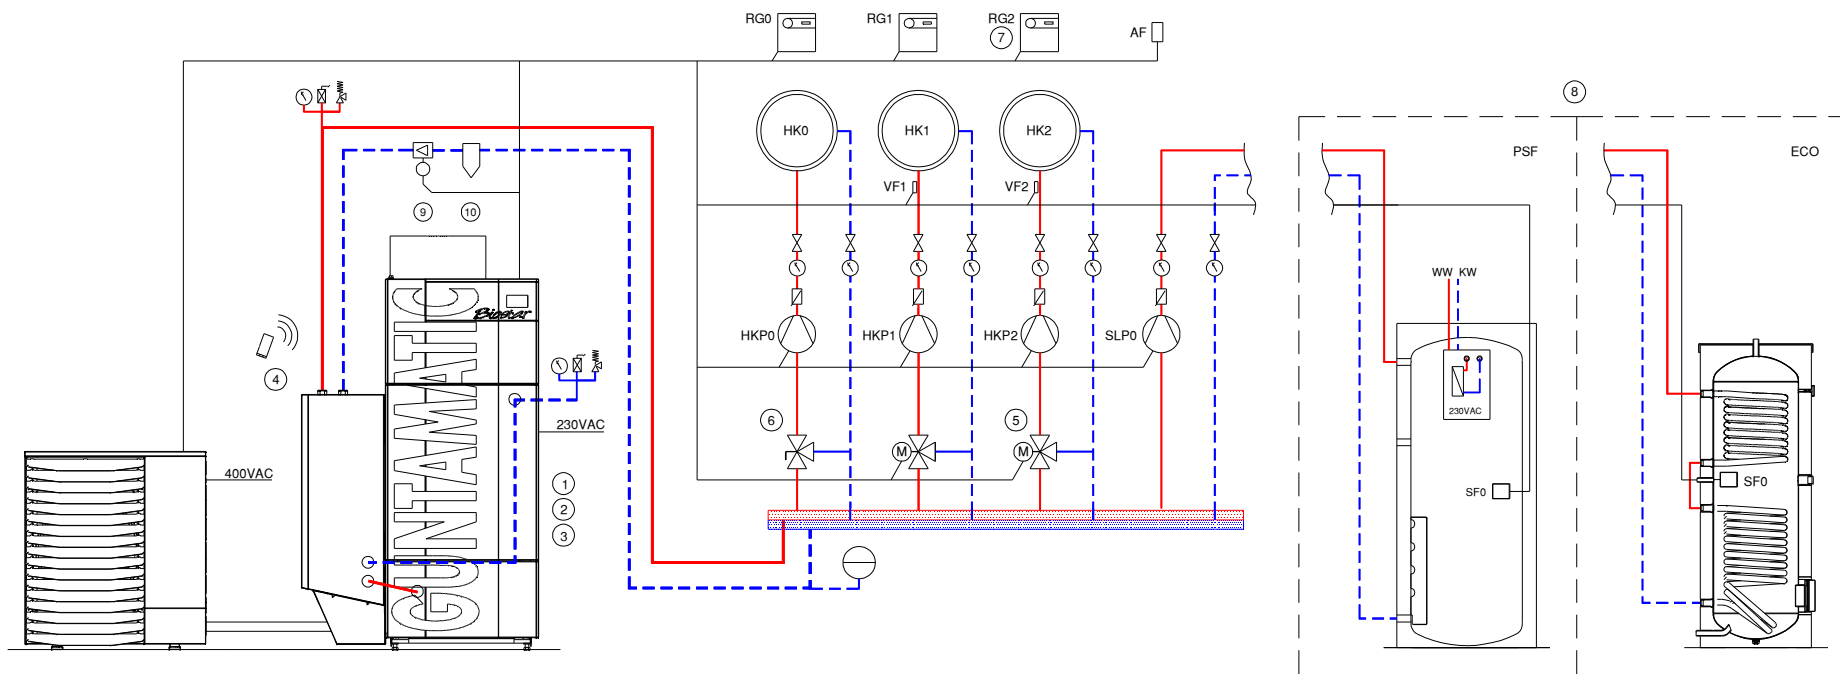 RG0
RG1
RG2
7
AF
8
HK0
HK1
HK2
PSF
ECO
VF1
VF2
9
10
WW KW
Biostar
GUNTAMATIC
HKP0
HKP1
HKP2
SLP0
4
230VAC
6
5
230VAC
M
M
400VAC
1
2
3
SF0
SF0